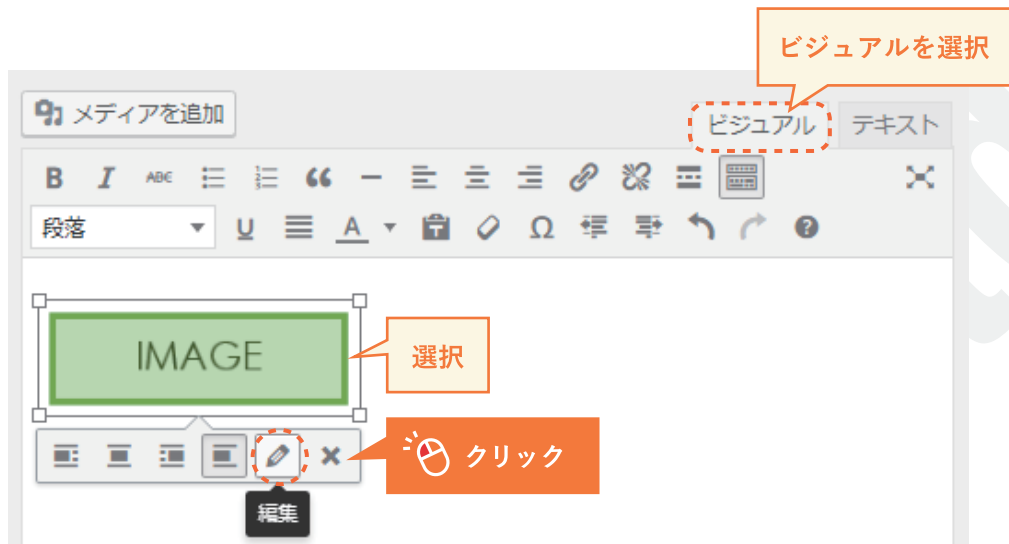 ビジュアルを選択
メディアを追加
ビジュアル
テキスト
B I ABC
段落
U A T Ω ?
IMAGE
選択
クリック
編集